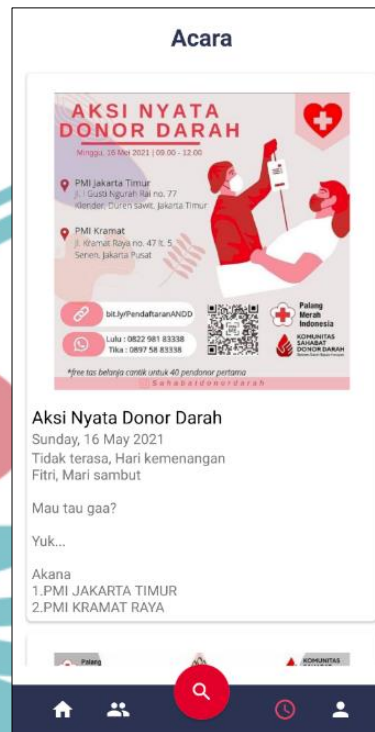 Acara
AKSI NYATA
DONOR DARAH
Minggu, 16 Mei 2021 | 09.00 - 12.00
PMI Jakarta Timur
Jl. I Gusti Ngurah Rai no. 77
Klender, Duren sawit, Jakarta Timur
PMI Kramat
Jl. Kramat Raya no. 47 lt. 5
Senen, Jakarta Pusat
bit.ly/PendaftaranANDD
Lulu : 0822 981 83338
Tika : 0897 58 83338
Palang
Merah
Indonesia
KOMUNITAS
SAHABAT
DONOR DARAH
*free tas belanja cantik untuk 40 pendonor pertama
Sahabatdonordarah
Aksi Nyata Donor Darah
Sunday, 16 May 2021
Tidak terasa, Hari kemenangan
Fitri, Mari sambut
Mau tau gaa?
Yuk...
Akana
1.PMI JAKARTA TIMUR
2.PMI KRAMAT RAYA
Palang
KOMUNITAS